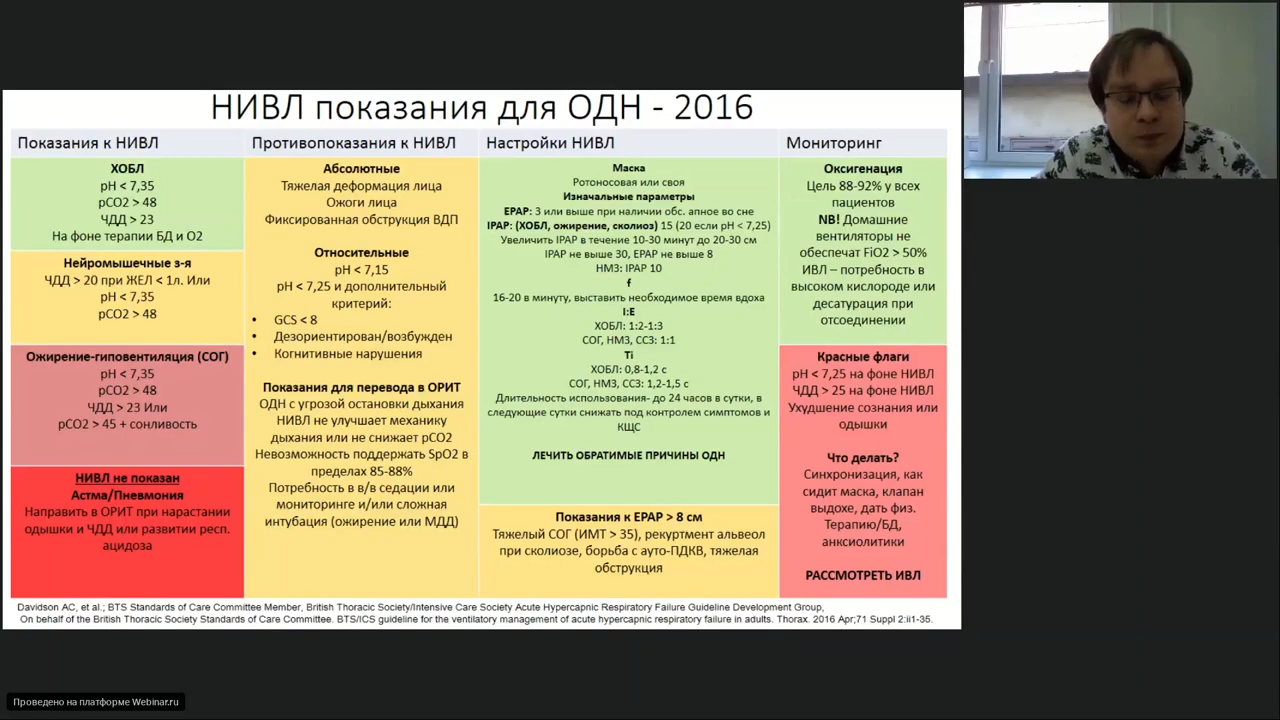 НИВЛ показания для ОДН - 2016
Показания к НИВЛ
ХОБЛ
pH < 7,35
pCO2 > 48
ЧДД > 23
На фоне терапии БД и О2
Нейромышечные з-я
ЧДД > 20 при ЖЕЛ < 1л. Или
pH < 7,35
pCO2 > 48
Ожирение-гиповентиляция (СОГ)
pH < 7,35
pCO2 > 48
ЧДД > 23 Или
pCO2 > 45 + сонливость
НИВЛ не показан
Астма/Пневмония
Направить в ОРИТ при нарастании
одышки и ЧДД или развитии респ.
ацидоза
Противопоказания к НИВЛ
Абсолютные
Тяжелая деформация лица
Ожоги лица
Фиксированная обструкция ВДП
Относительные
pH < 7,15
pH < 7,25 и дополнительный
критерий:
• GCS < 8
• Дезориентирован/возбужден
• Когнитивные нарушения
Показания для перевода в ОРИТ
ОДН с угрозой остановки дыхания
НИВЛ не улучшает механику
дыхания или не снижает pCO2
Невозможность поддержать SpO2 в
пределах 85-88%
Потребность в в/в седации или
мониторинге и/или сложная
интубация (ожирение или МДД)
Настройки НИВЛ
Маска
Ротоносовая или своя
Изначальные параметры
EPAP: 3 или выше при наличии обс. апное во сне
IPAP: (ХОБЛ, ожирение, сколиоз) 15 (20 если pH < 7,25)
Увеличить IPAP в течение 10-30 минут до 20-30 см
IPAP не выше 30, EPAP не выше 8
НМЗ: IPAP 10
f
16-20 в минуту, выставить необходимое время вдоха
I:E
ХОБЛ: 1:2-1:3
СОГ, НМЗ, ССЗ: 1:1
Ti
ХОБЛ: 0,8-1,2 с
СОГ, НМЗ, ССЗ: 1,2-1,5 с
Длительность использования- до 24 часов в сутки, в
следующие сутки снижать под контролем симптомов и
КЩС
ЛЕЧИТЬ ОБРАТИМЫЕ ПРИЧИНЫ ОДН
Показания к EPAP > 8 см
Тяжелый СОГ (ИМТ > 35), рекруктмент альвеол
при сколиозе, борьба с ауто-ПДКВ, тяжелая
обструкция
Мониторинг
Оксигенация
Цель 88-92% у всех
пациентов
NB! Домашние
вентиляторы не
обеспечат FiO2 > 50%
ИВЛ – потребность в
высоком кислороде или
десатурация при
отсоединении
Красные флаги
pH < 7,25 на фоне НИВЛ
ЧДД > 25 на фоне НИВЛ
Ухудшение сознания или
одышки
Что делать?
Синхронизация, как
сидит маска, клапан
выдохе, дать физ.
Терапию/БД,
анксиолитики
РАССМОТРЕТЬ ИВЛ
Davidson AC, et al.; BTS Standards of Care Committee Member, British Thoracic Society/Intensive Care Society Acute Hypercapnic Respiratory Failure Guideline Development Group,
On behalf of the British Thoracic Society Standards of Care Committee. BTS/ICS guideline for the ventilatory management of acute hypercapnic respiratory failure in adults. Thorax. 2016 Apr;71 Suppl 2:ii1-35.
Проведено на платформе Webinar.ru